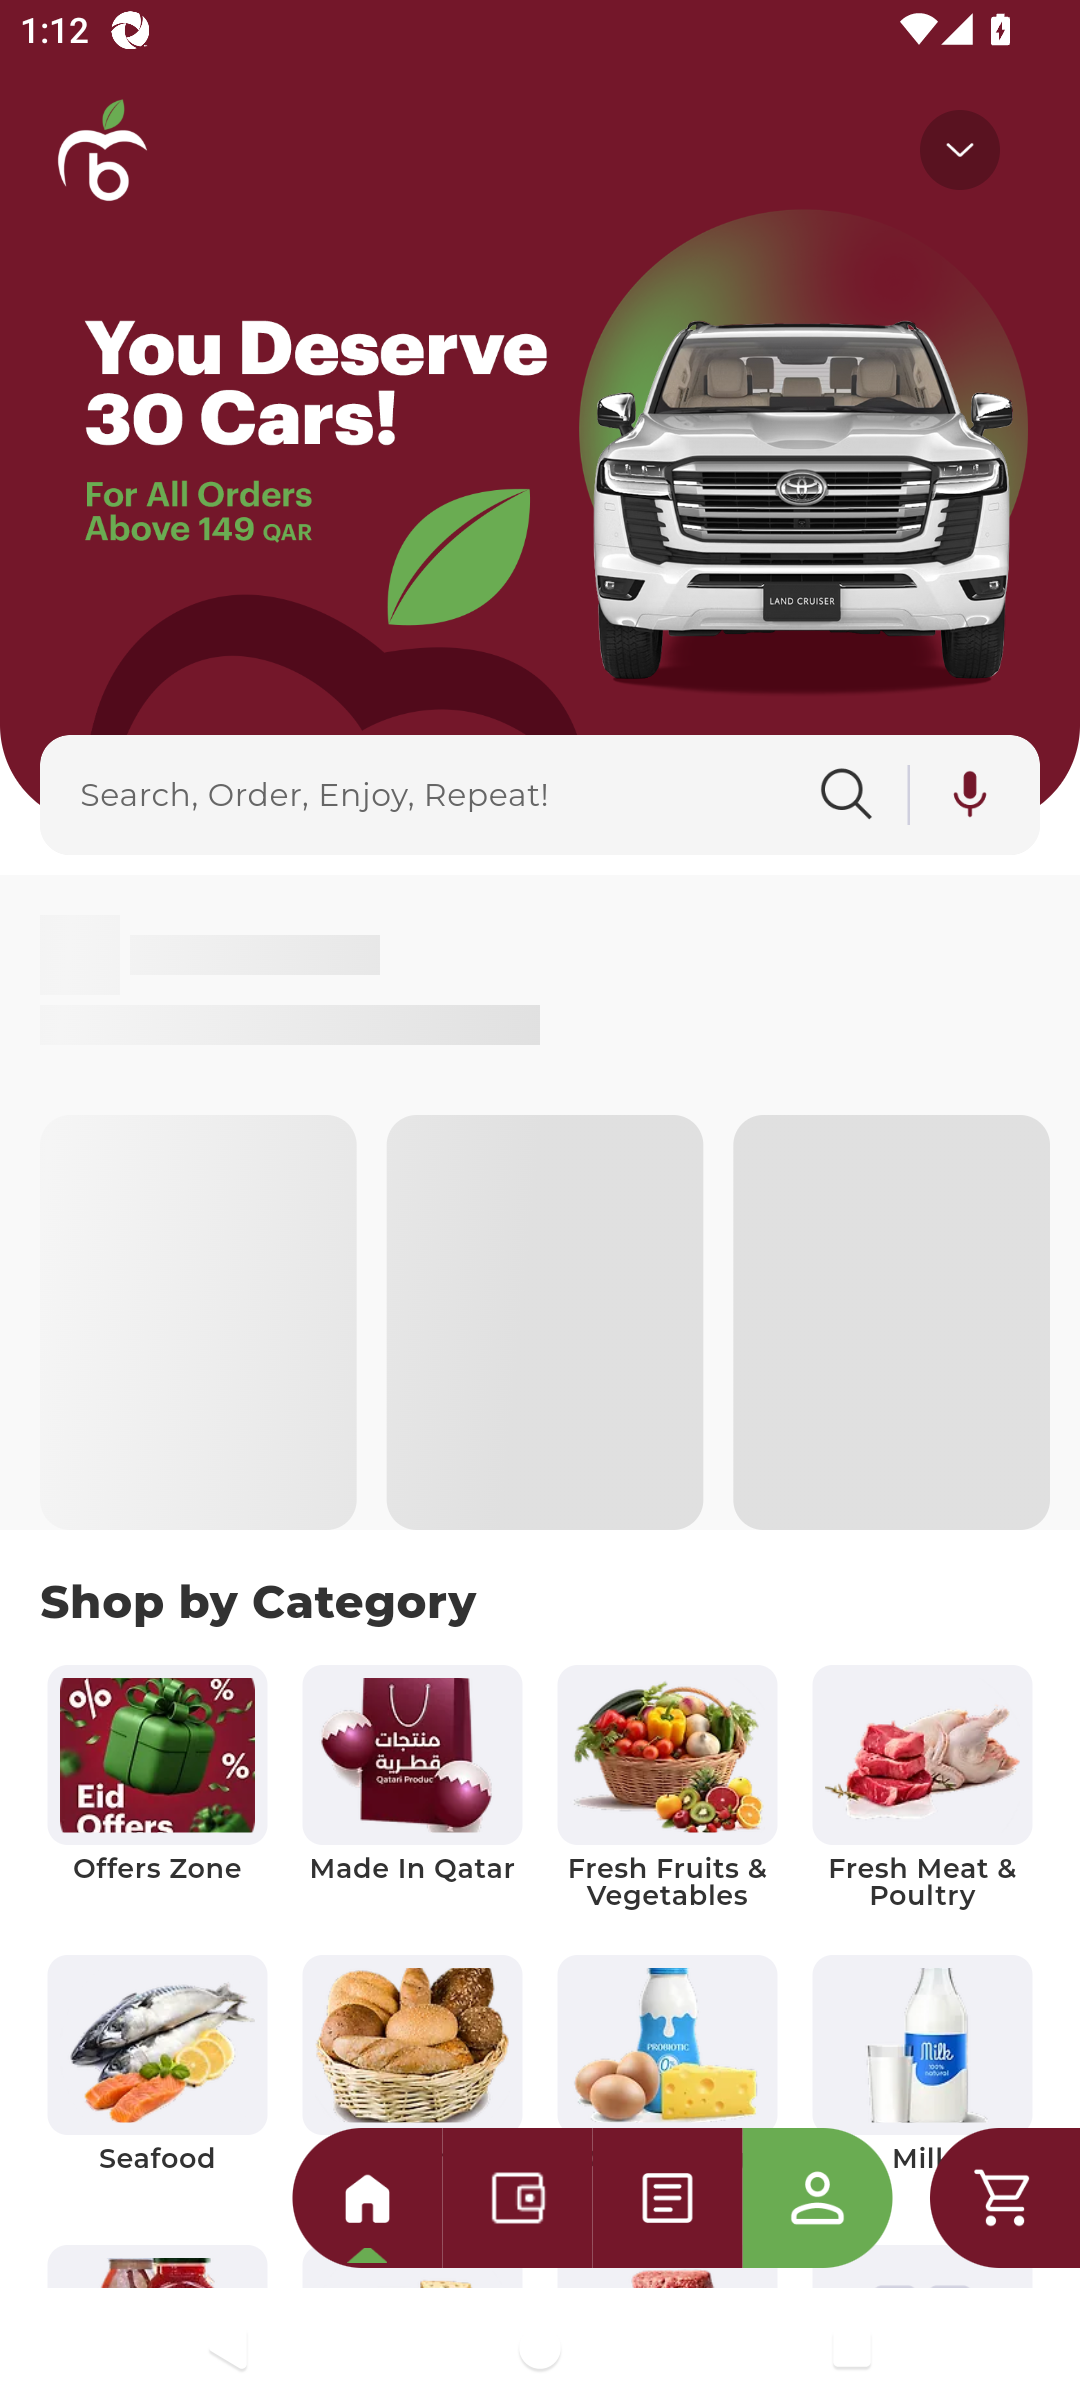 1:12
b
You Deserve
30 Cars!
For All Orders
Above 149 QAR
LAND CRUISER
Search, Order, Enjoy, Repeat!
Shop by Category
% %
%
Eid
Offers
منتجات
قطرية
Qatari Produc
Offers Zone
Made In Qatar
Fresh Fruits &
Vegetables
Fresh Meat &
Poultry
PROBIOTIC
0%
Milk
100%
natural
Seafood
Mil